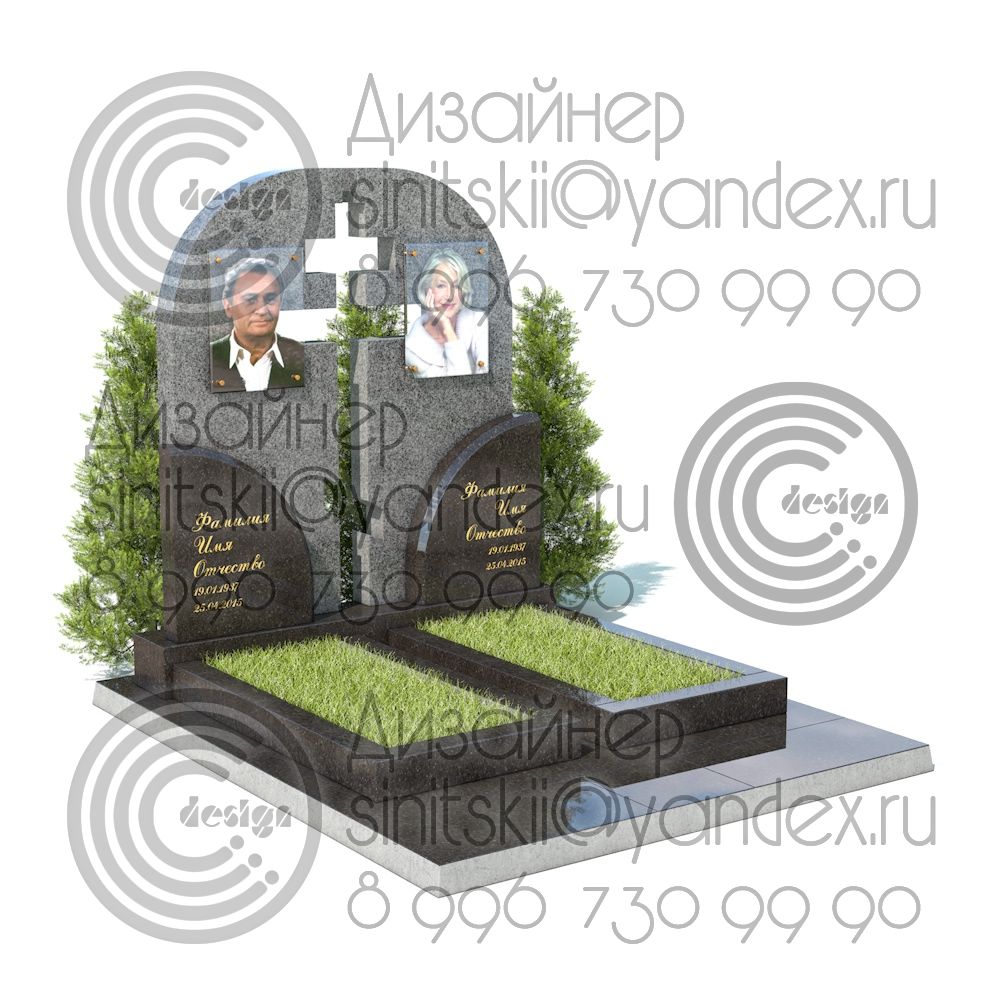 Дизайнер
sinitskii@yandex.ru
8 996 730 99 90
design
Дизайнер
sinitskii@yandex.ru
8 996 730 99 90
design
Фамилия
Имя
Отчество
19.01.1937
25.04.2015
Фамилия
Имя
Отчество
19.01.1937
25.04.2015
Дизайнер
sinitskii@yandex.ru
8 996 730 99 90
design